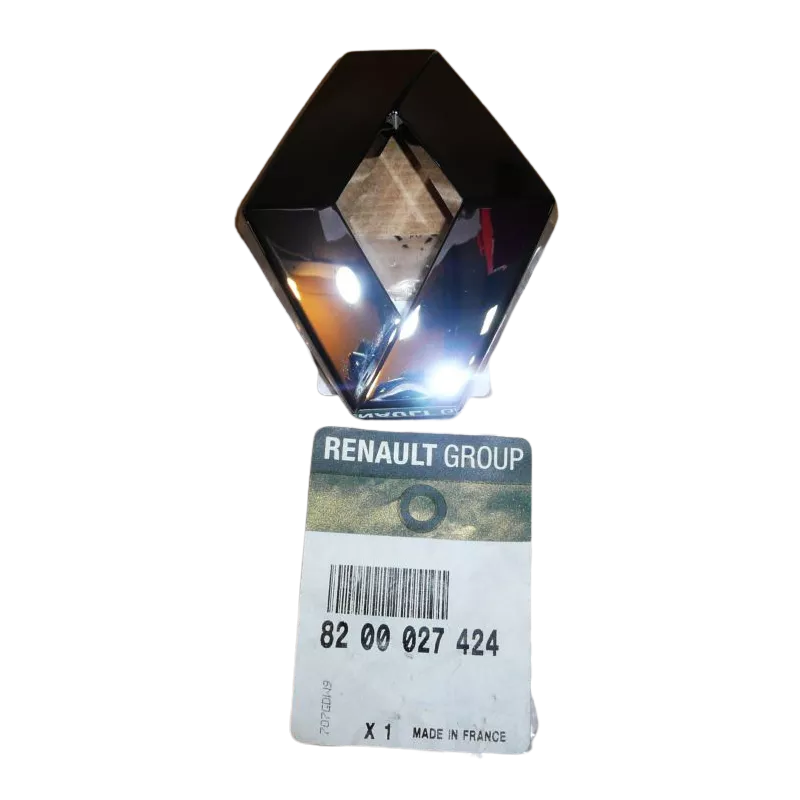 RENAULT GROUP
82 00 027 424
X 1 MADE IN FRANCE